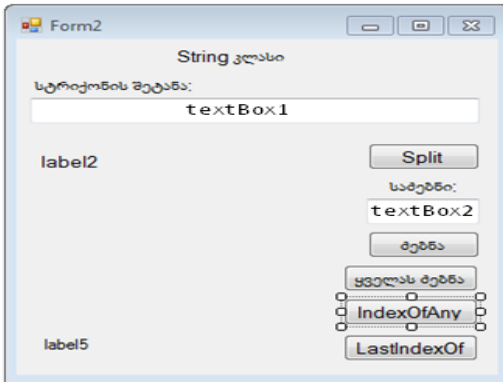 Form2
String კლასი
სტრიქონის შეტანა:
textBox1
label2
Split
საძებნი:
textBox2
ძებნა
ყველას ძებნა
IndexOfAny
label5
LastIndexOf